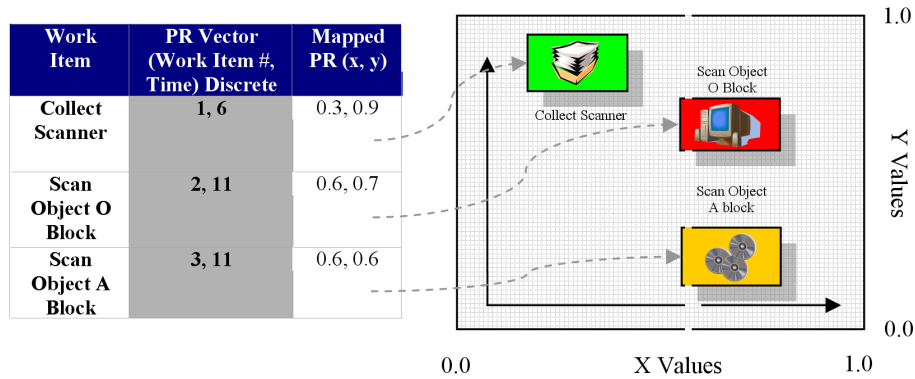 Work Item
PR Vector (Work Item #, Time) Discrete
Mapped PR (x, y)
Collect Scanner
1, 6
0.3, 0.9
Scan Object O Block
2, 11
0.6, 0.7
Scan Object A Block
3, 11
0.6, 0.6
1.0
Scan Object
O Block
Collect Scanner
Scan Object
A block
Y Values
0.0
0.0
X Values
1.0